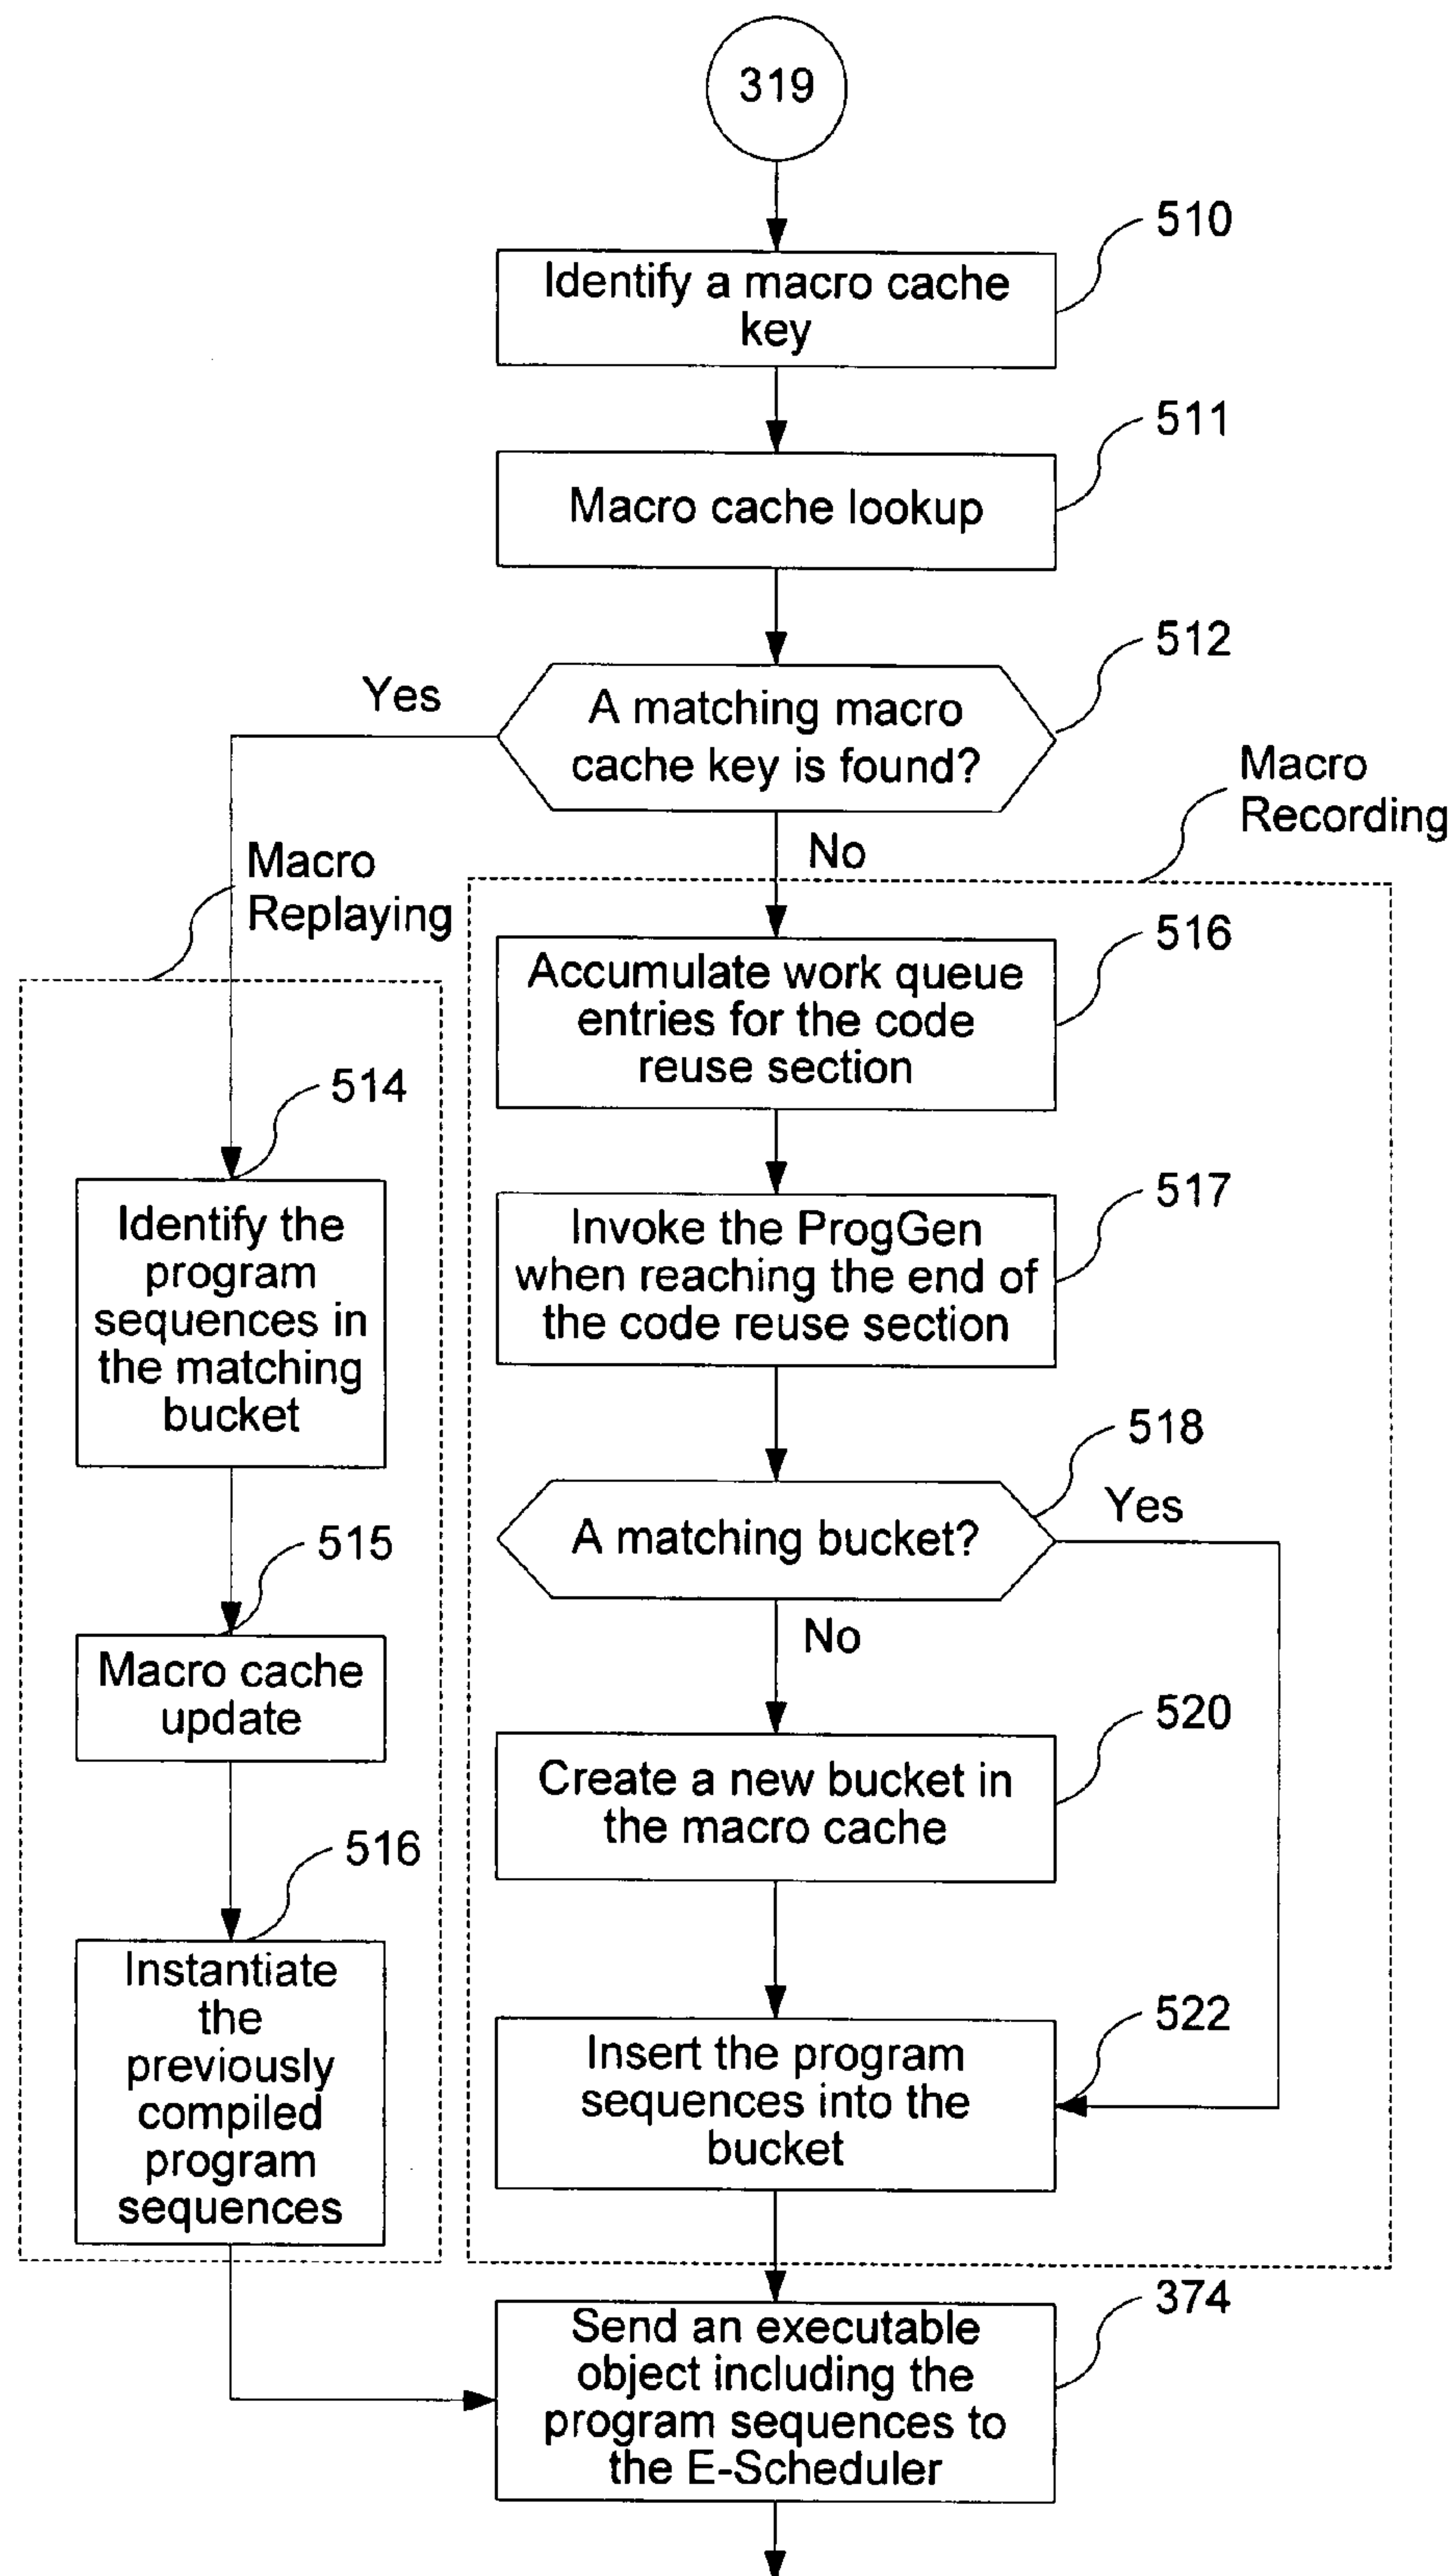 319
510
Identify a macro cache
key
511
Macro cache lookup
512
Yes
A matching macro
cache key is found?
Macro
Recording
No
Macro
Replaying
516
Accumulate work queue
entries for the code
reuse section
514
517
Identify the
program
sequences in
the matching
bucket
Invoke the ProgGen
when reaching the end of
the code reuse section
518
Yes
A matching bucket?
515
No
Macro cache
update
520
Create a new bucket in
the macro cache
516
Instantiate
the
previously
compiled
program
sequences
522
Insert the program
sequences into the
bucket
374
Send an executable
object including the
program sequences to
the E-Scheduler